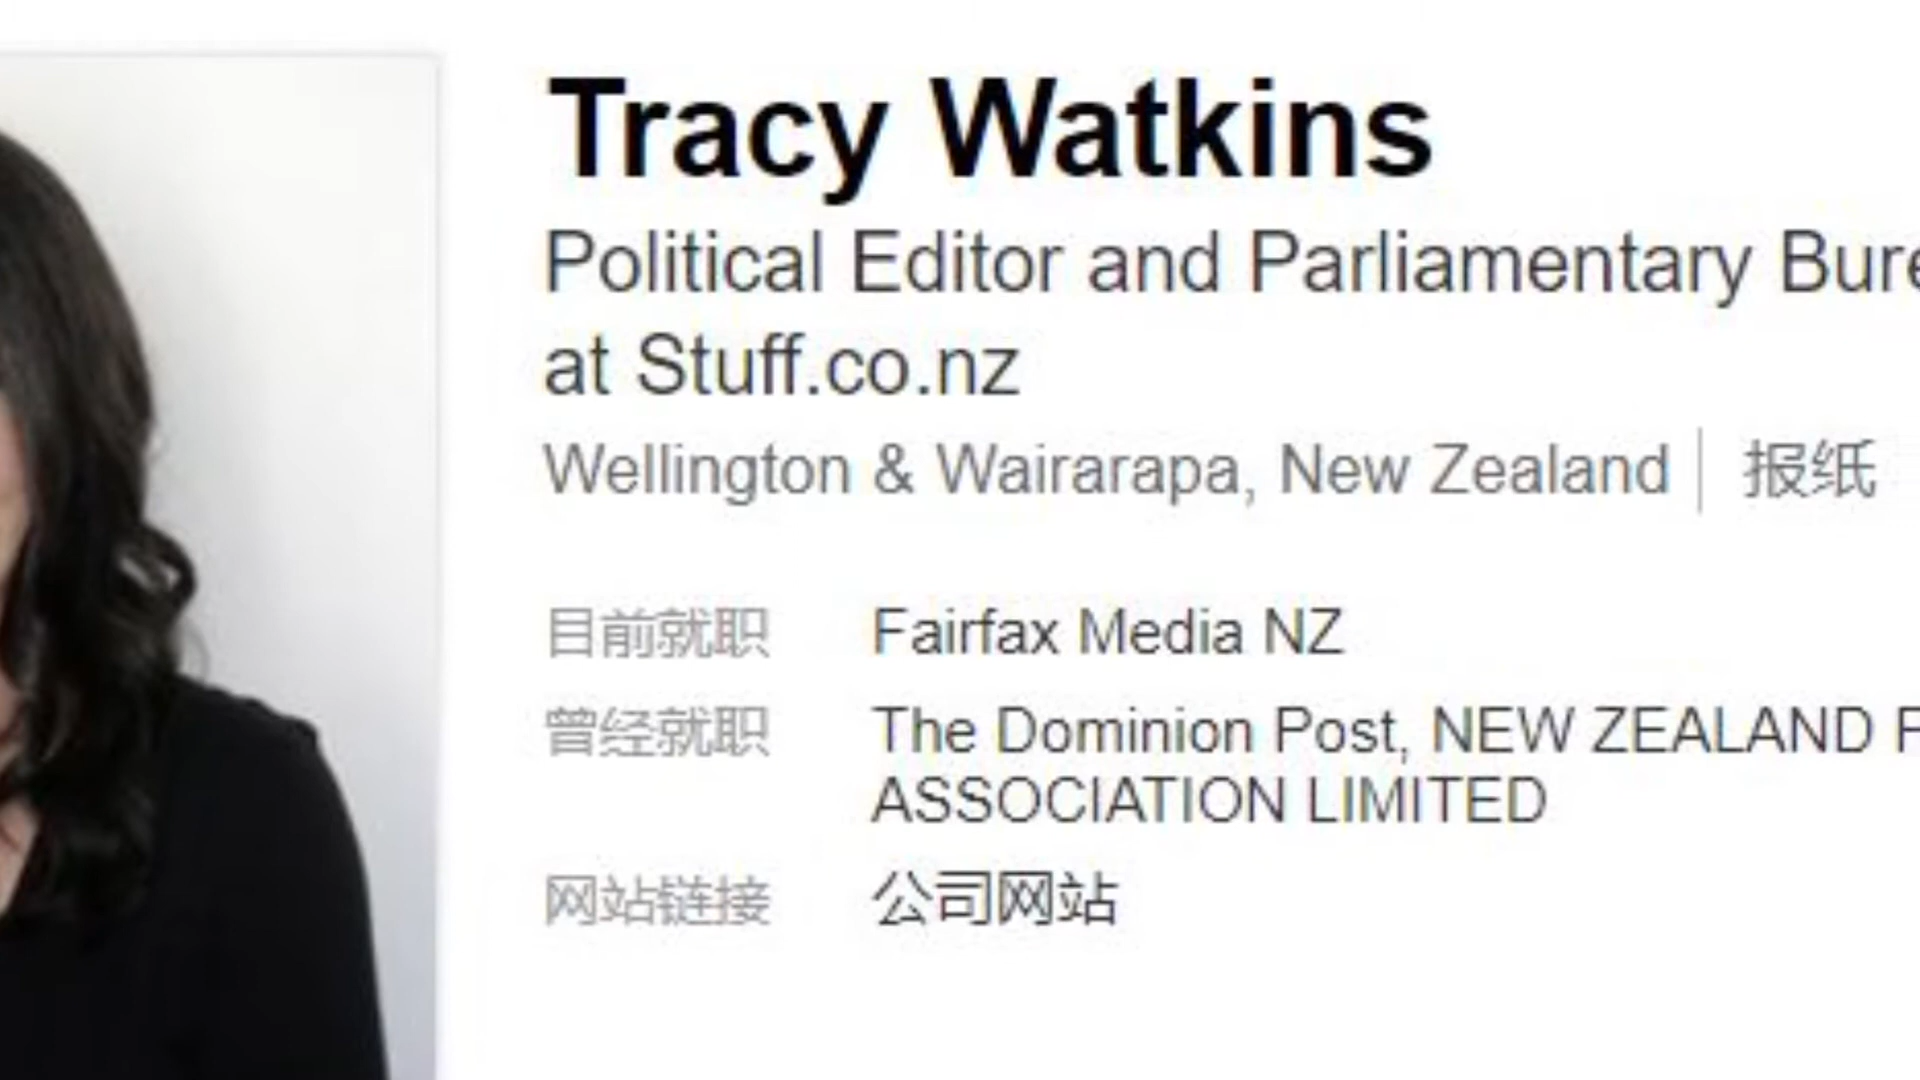 Tracy Watkins
Political Editor and Parliamentary
at Stuff.co.nz
Wellington & Wairarapa, New Zealand 报纸
目前就职 Fairfax Media NZ
曾经就职 The Dominion Post, NEW ZEALAND
ASSOCIATION LIMITED
网站链接 公司网站